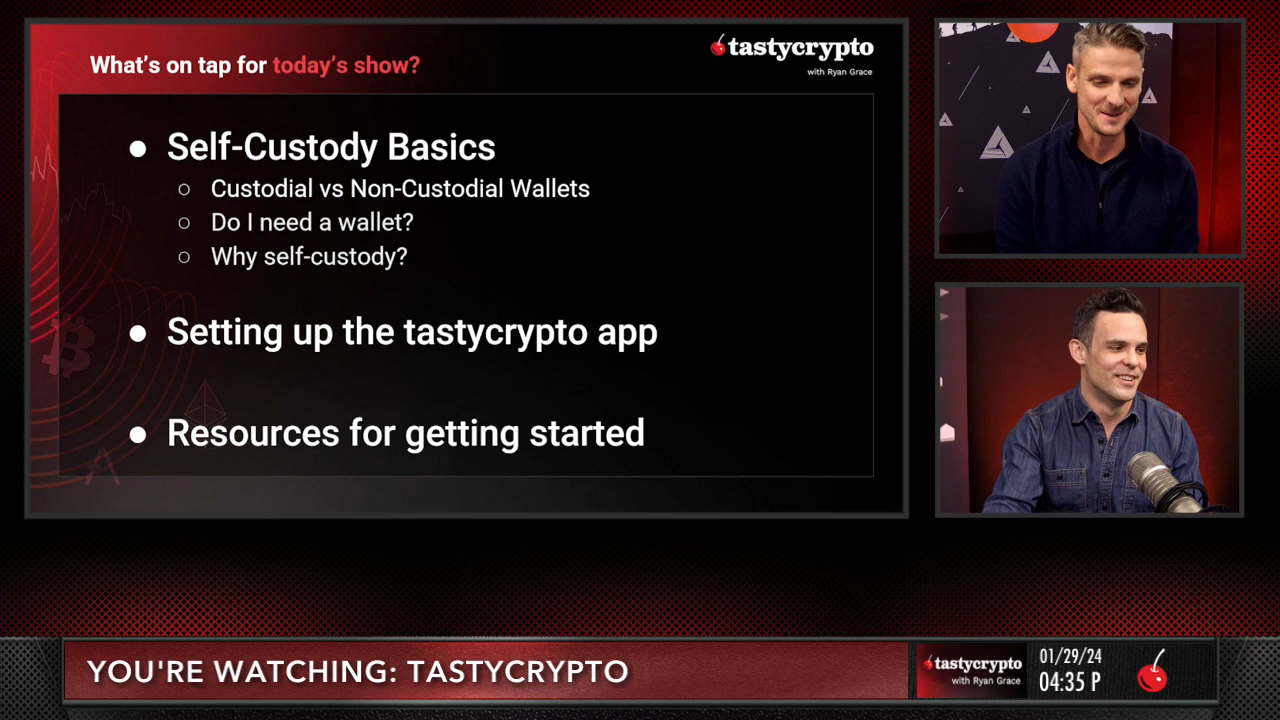 What's on tap for today's show?
tastycrypto
with Ryan Grace
● Self-Custody Basics
○ Custodial vs Non-Custodial Wallets
○ Do I need a wallet?
○ Why self-custody?
● Setting up the tastycrypto app
● Resources for getting started
YOU'RE WATCHING: TASTYCRYPTO
tastycrypto
with Ryan Grace
01/29/24
04:35 P